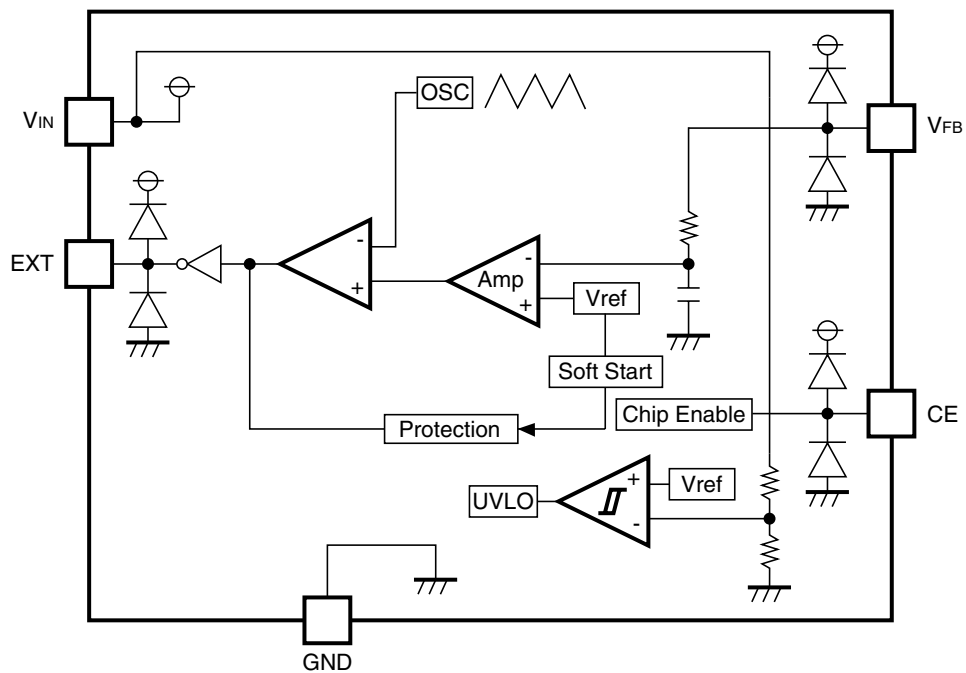 OSC
VIN
VFB
EXT
-
+
Amp
-
+
Vref
Soft Start
Chip Enable
CE
Protection
UVLO
+
-
Vref
GND